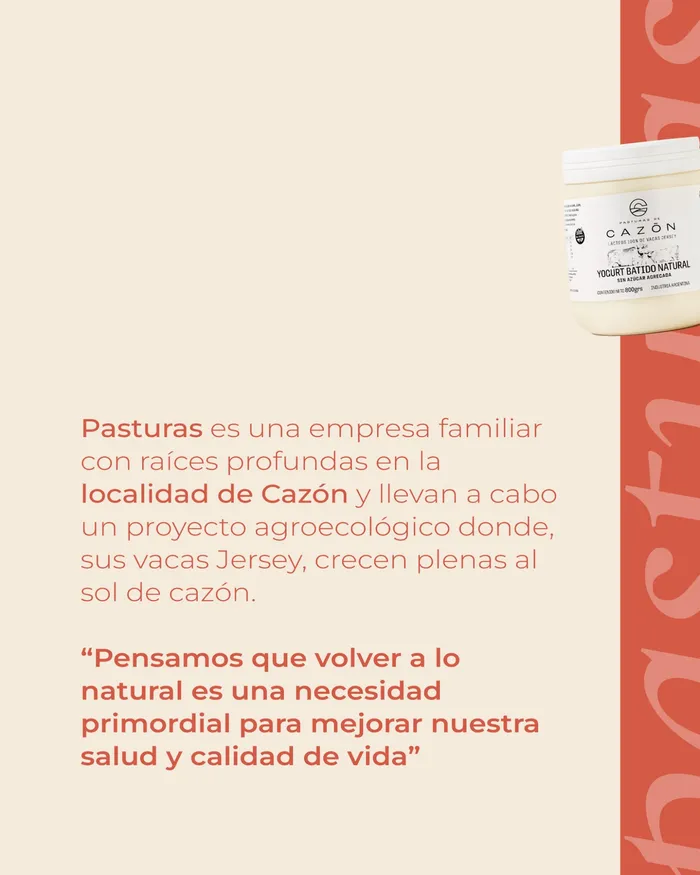 PASTURAS DE
CAZÓN
LÁCTEOS 100% DE VACAS JERSEY
YOGURT BATIDO NATURAL
SIN AZÚCAR AGREGADA
CONTENIDO NETO 800grs INDUSTRIA ARGENTINA
Pasturas es una empresa familiar
con raíces profundas en la
localidad de Cazón y llevan a cabo
un proyecto agroecológico donde,
sus vacas Jersey, crecen plenas al
sol de cazón.
“Pensamos que volver a lo
natural es una necesidad
primordial para mejorar nuestra
salud y calidad de vida”
pasturas